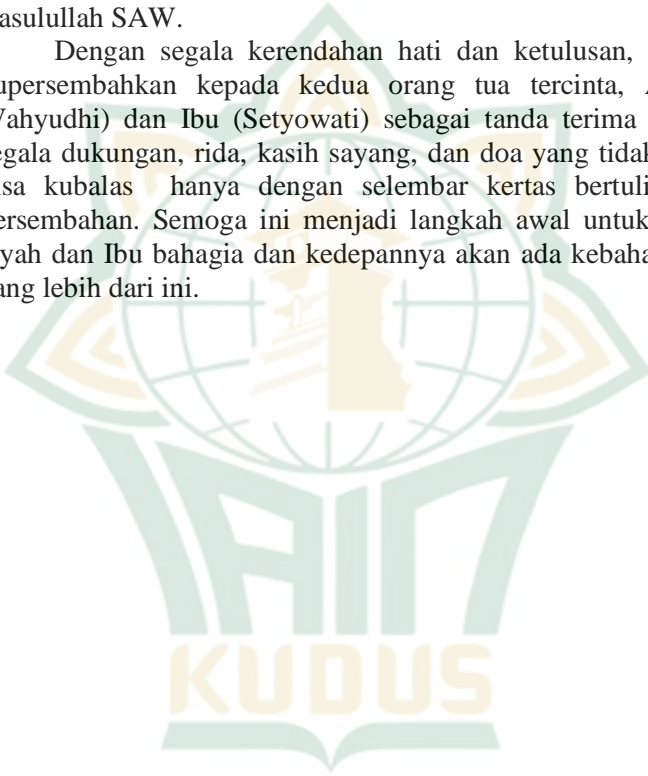 asulullah SAW.
Dengan segala kerendahan hati dan ketulusan,
upersembahkan kepada kedua orang tua tercinta, A
Vahyudhi) dan Ibu (Setyowati) sebagai tanda terima
egala dukungan, rida, kasih sayang, dan doa yang tidak
isa kubalas hanya dengan selembar kertas bertuli
ersembahan. Semoga ini menjadi langkah awal untuk
yah dan Ibu bahagia dan kedepannya akan ada kebaha
ang lebih dari ini.
IAIN
KUDUS